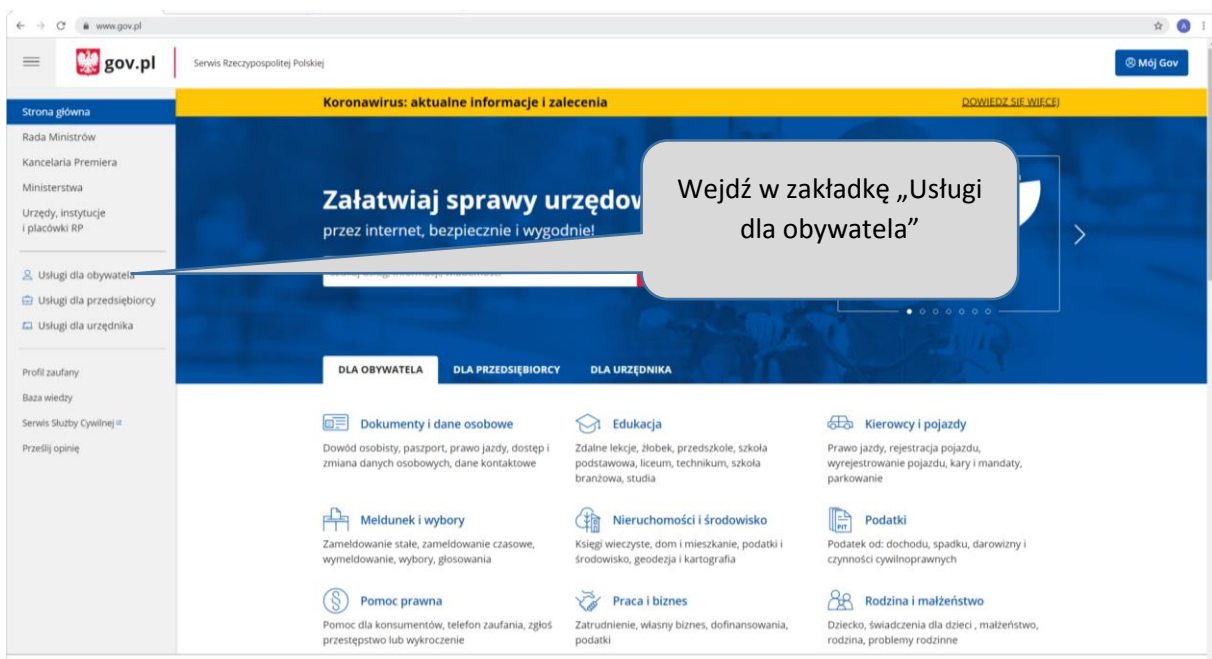 www.gov.pl
A
gov.pl
Serwis Rzeczypospolitej Polskiej
Mój Gov
Strona główna
Rada Ministrów
Kancelaria Premiera
Ministerstwa
Urzędy, instytucje
i placówki RP
Usługi dla obywatela
Usługi dla przedsiębiorcy
Usługi dla urzędnika
Profil zaufany
Baza wiedzy
Serwis Służby Cywilnej
Prześlij opinię
Koronawirus: aktualne informacje i zalecenia
DOWIEDZ SIĘ WIĘCEJ
Załatwiaj sprawy urzędow
przez internet, bezpiecznie i wygodnie!
Wejdź w zakładkę „Usługi
dla obywatela”
DLA OBYWATELA DLA PRZEDSIĘBIORCY DLA URZĘDNIKA
Dokumenty i dane osobowe
Dowód osobisty, paszport, prawo jazdy, dostęp i
zmiana danych osobowych, dane kontaktowe
Edukacja
Zdalne lekcje, żłobek, przedszkole, szkoła
podstawowa, liceum, technikum, szkoła
branżowa, studia
Kierowcy i pojazdy
Prawo jazdy, rejestracja pojazdu,
wyrejestrowanie pojazdu, kary i mandaty,
parkowanie
Meldunek i wybory
Zameldowanie stałe, zameldowanie czasowe,
wymeldowanie, wybory, głosowania
Nieruchomości i środowisko
Księgi wieczyste, dom i mieszkanie, podatki i
środowisko, geodezja i kartografia
PIT
Podatki
Podatek od: dochodu, spadku, darowizny i
czynności cywilnoprawnych
Pomoc prawna
Pomoc dla konsumentów, telefon zaufania, zgłoś
przestępstwo lub wykroczenie
Praca i biznes
Zatrudnienie, własny biznes, dofinansowania,
podatki
Rodzina i małżeństwo
Dziecko, świadczenia dla dzieci , małżeństwo,
rodzina, problemy rodzinne